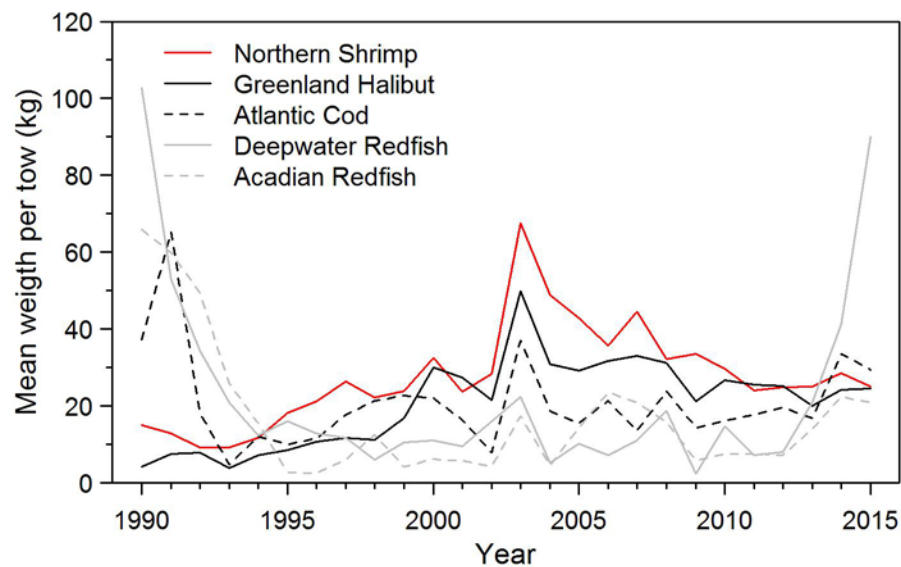 120
100
80
60
40
20
0
Mean weigth per tow (kg)
Northern Shrimp
Greenland Halibut
Atlantic Cod
Deepwater Redfish
Acadian Redfish
1990 1995 2000 2005 2010 2015
Year